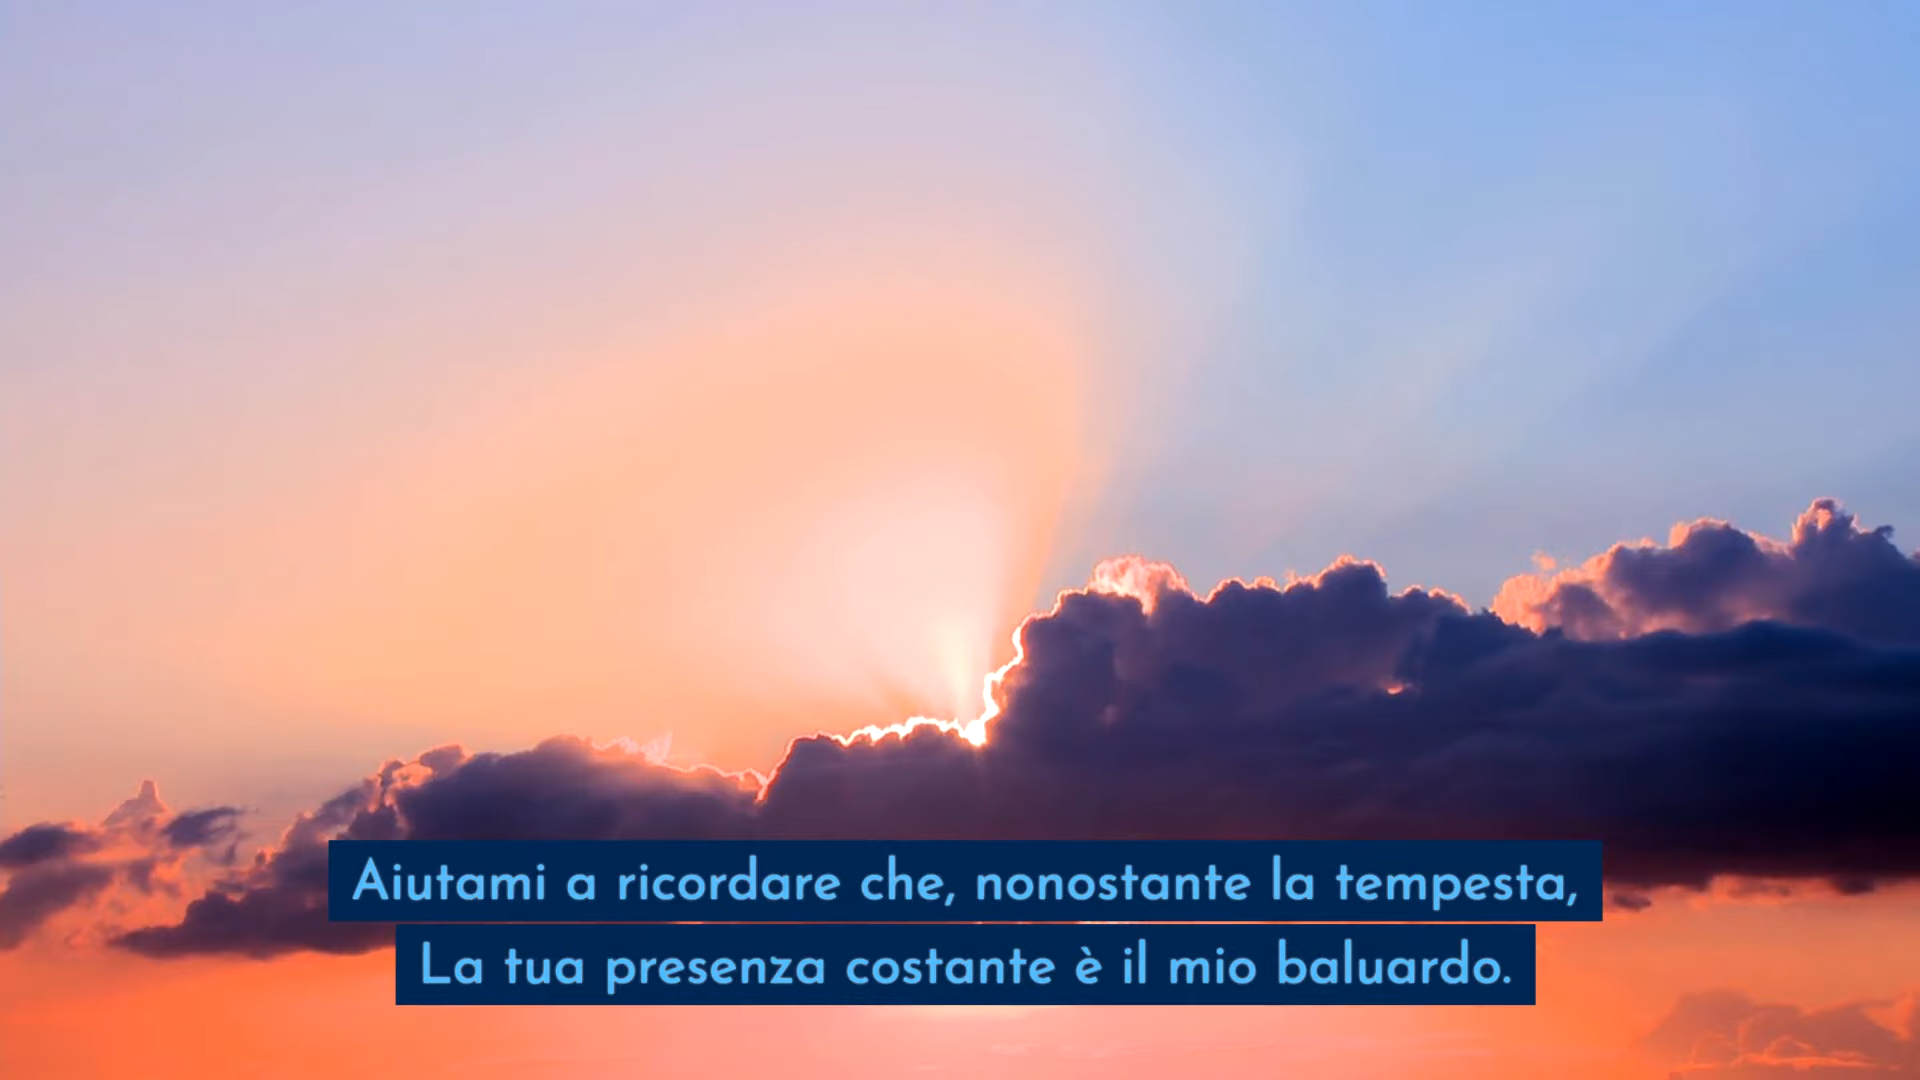 Aiutami a ricordare che, nonostante la tempesta,
La tua presenza costante è il mio baluardo.